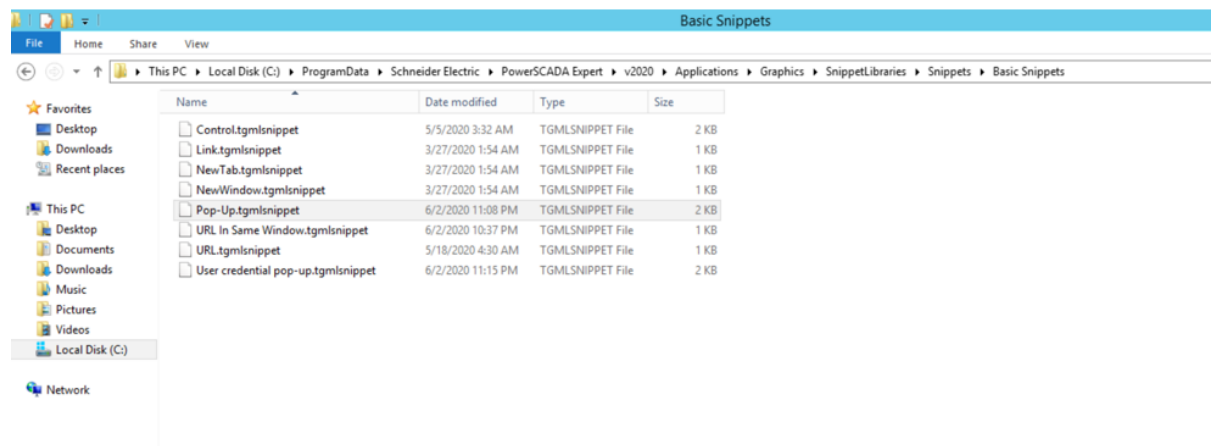 Basic Snippets
File Home Share View
This PC Local Disk (C:) ProgramData Schneider Electric PowerSCADA Expert v2020 Applications Graphics SnippetLibraries Snippets Basic Snippets
Favorites
Desktop
Downloads
Recent places
This PC
Desktop
Documents
Downloads
Music
Pictures
Videos
Local Disk (C:)
Network
Name Date modified Type Size
Control.tgmlsnippet 5/5/2020 3:32 AM TGMLSNIPPET File 2 KB
Link.tgmlsnippet 3/27/2020 1:54 AM TGMLSNIPPET File 1 KB
NewTab.tgmlsnippet 3/27/2020 1:54 AM TGMLSNIPPET File 1 KB
NewWindow.tgmlsnippet 3/27/2020 1:54 AM TGMLSNIPPET File 1 KB
Pop-Up.tgmlsnippet 6/2/2020 11:08 PM TGMLSNIPPET File 2 KB
URL In Same Window.tgmlsnippet 6/2/2020 10:37 PM TGMLSNIPPET File 1 KB
URL.tgmlsnippet 5/18/2020 4:30 AM TGMLSNIPPET File 1 KB
User credential pop-up.tgmlsnippet 6/2/2020 11:15 PM TGMLSNIPPET File 2 KB